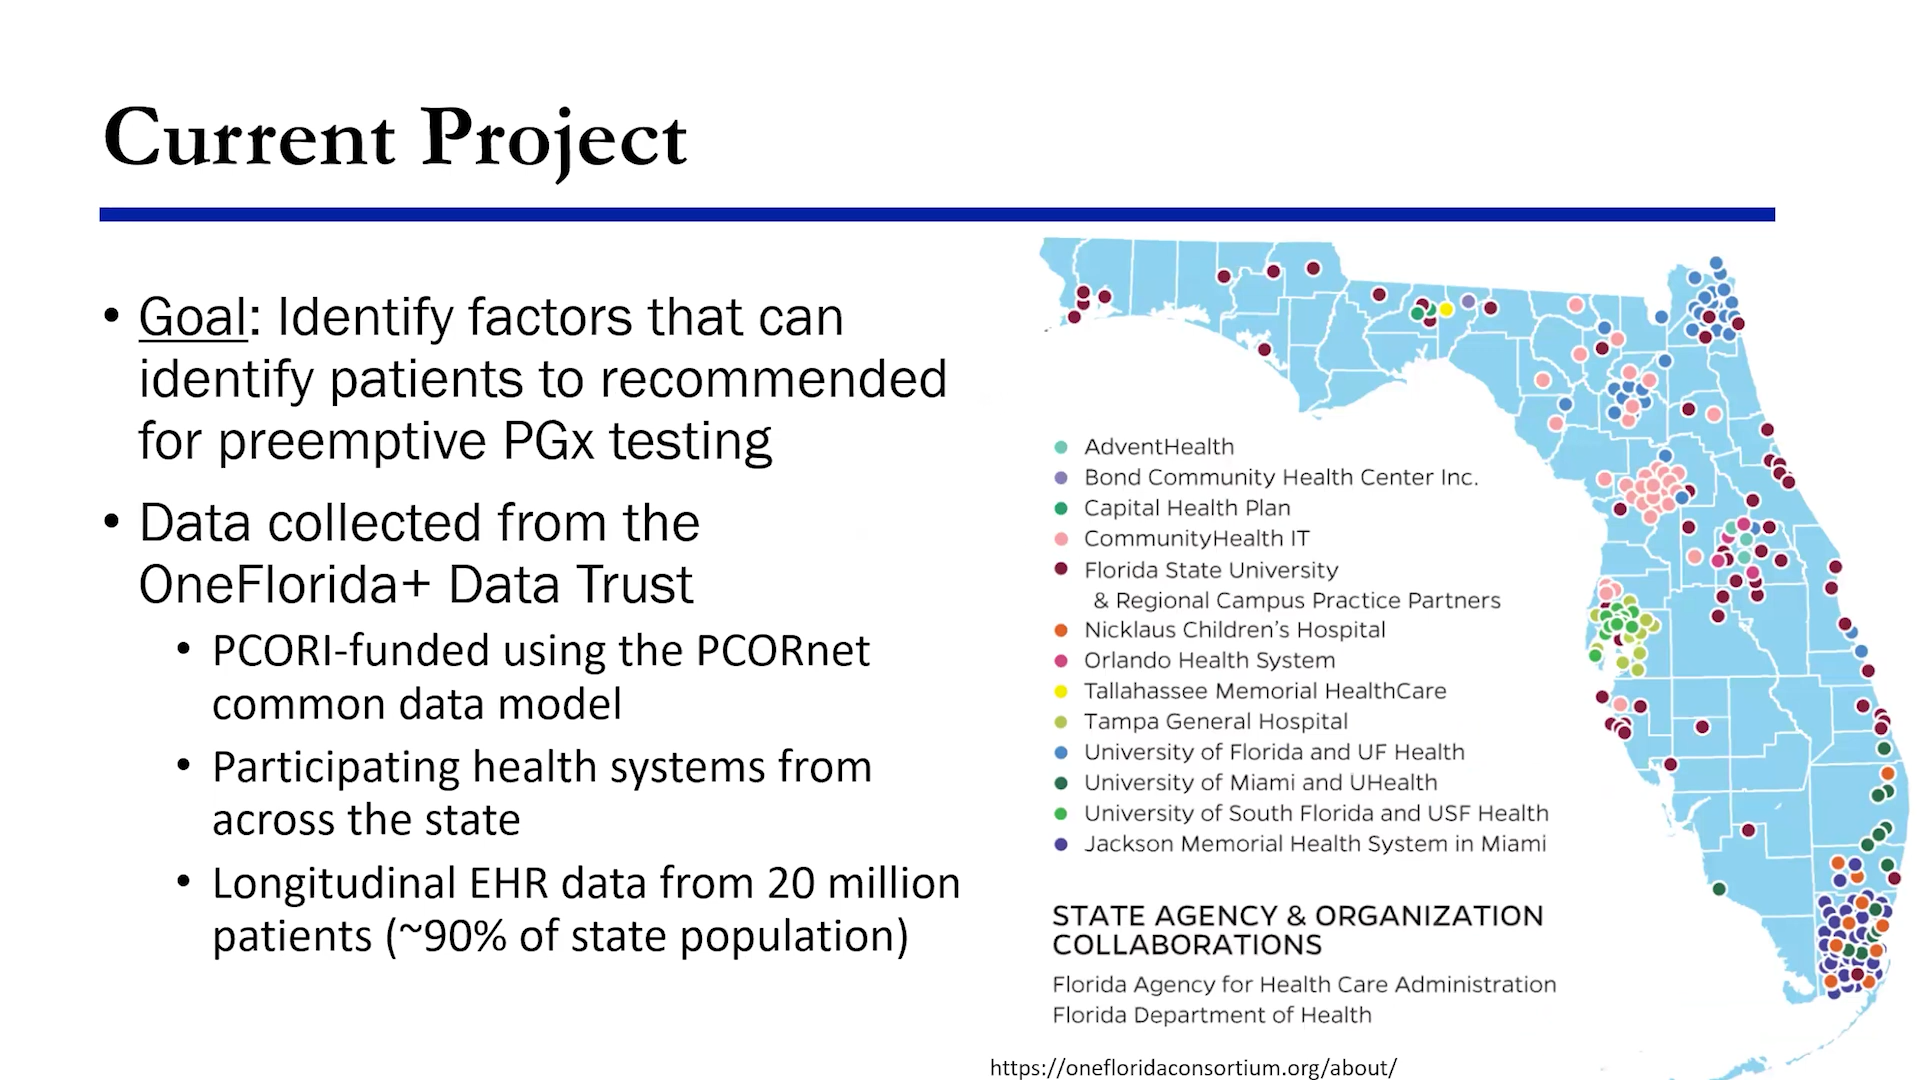 Current Project
• Goal: Identify factors that can
identify patients to recommended
for preemptive PGx testing
• Data collected from the
OneFlorida+ Data Trust
• PCORI-funded using the PCORnet
common data model
• Participating health systems from
across the state
• Longitudinal EHR data from 20 million
patients (~90% of state population)
AdventHealth
Bond Community Health Center Inc.
Capital Health Plan
CommunityHealth IT
Florida State University
& Regional Campus Practice Partners
Nicklaus Children's Hospital
Orlando Health System
Tallahassee Memorial HealthCare
Tampa General Hospital
University of Florida and UF Health
University of Miami and UHealth
University of South Florida and USF Health
Jackson Memorial Health System in Miami
STATE AGENCY & ORGANIZATION
COLLABORATIONS
Florida Agency for Health Care Administration
Florida Department of Health
https://onefloridaconsortium.org/about/